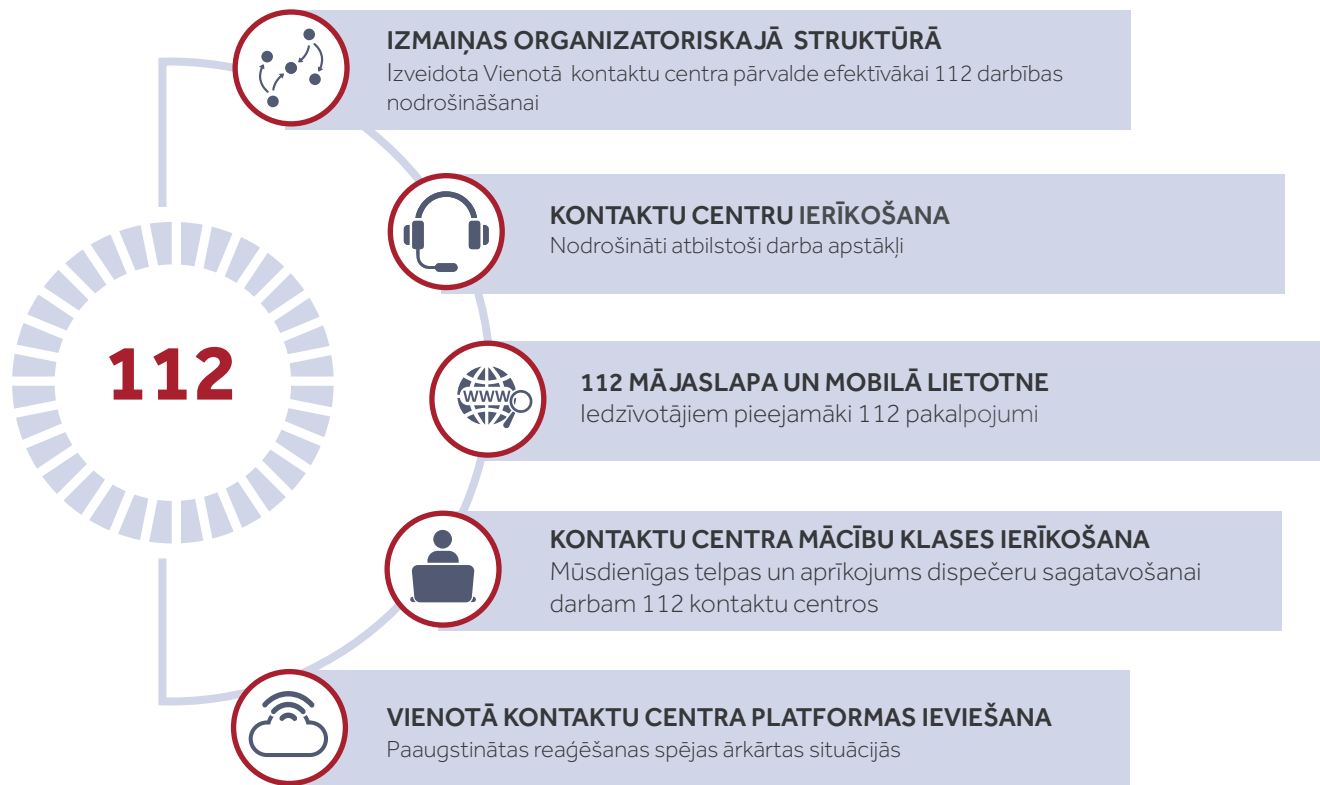 IZMAIŅAS ORGANIZATORISKAJĀ STRUKTŪRĀ
Izveidota Vienotā kontaktu centra pārvalde efektīvākai 112 darbības
nodrošināšanai
KONTAKTU CENTRU IERĪKOŠANA
Nodrošināti atbilstoši darba apstākļi
112
112 MĀJASLAPA UN MOBILĀ LIETOTNE
Iedzīvotājiem pieejamāki 112 pakalpojumi
WWW
KONTAKTU CENTRA MĀCĪBU KLASES IERĪKOŠANA
Mūsdienīgas telpas un aprīkojums dispečeru sagatavošanai
darbam 112 kontaktu centros
VIENOTĀ KONTAKTU CENTRA PLATFORMAS IEVIEŠANA
Paaugstinātas reaģēšanas spējas ārkārtas situācijās